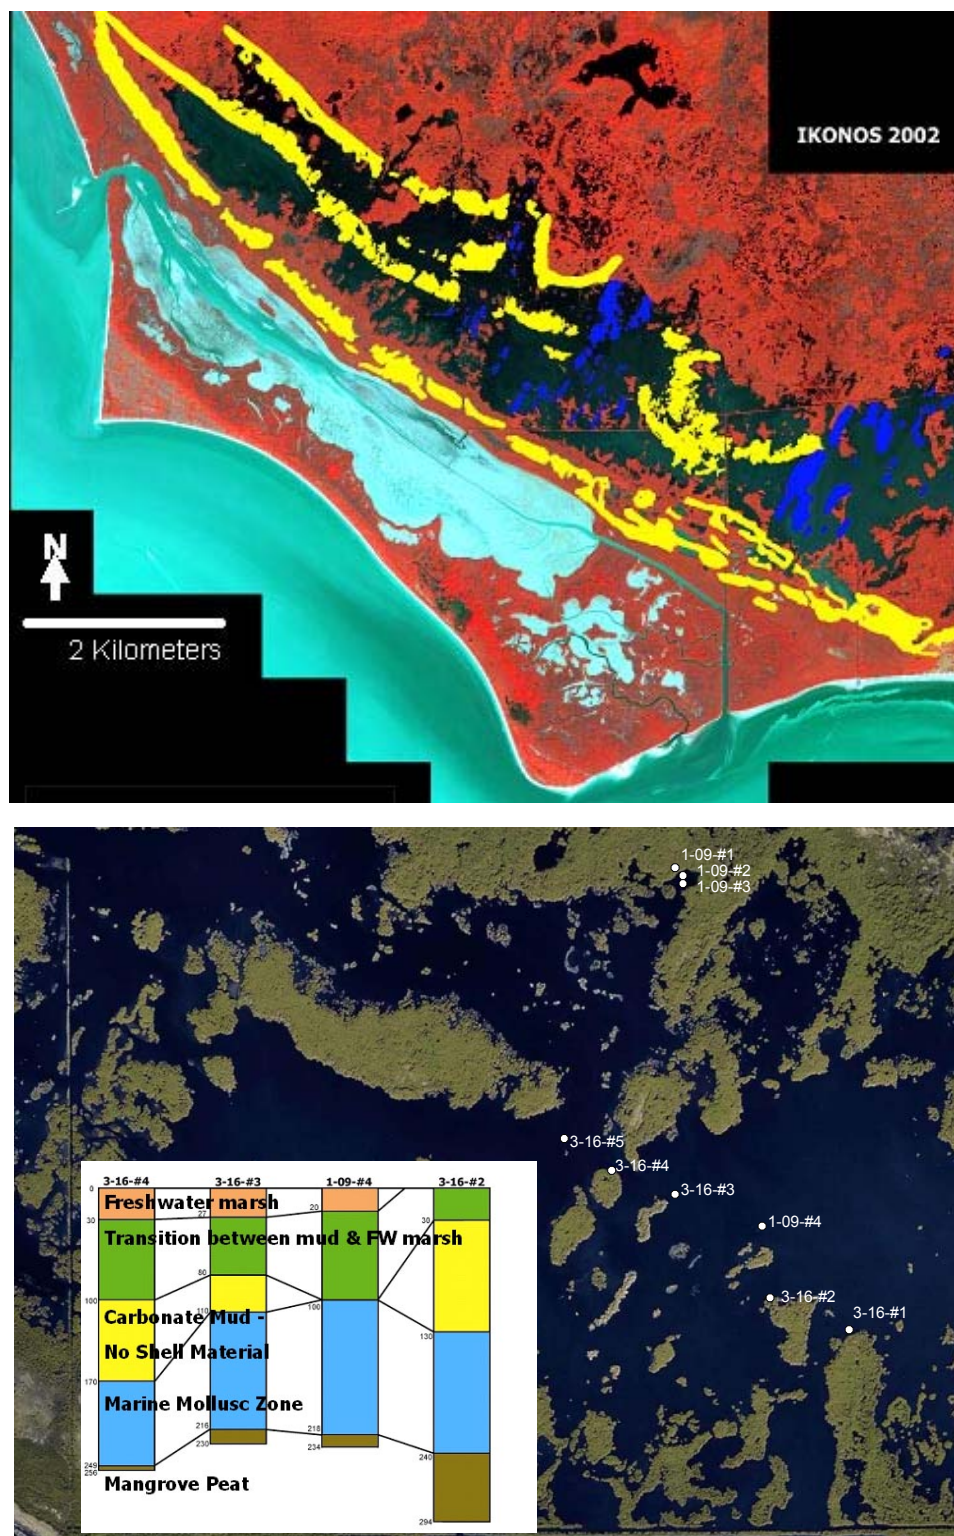 IKONOS 2002
N
2 Kilometers
1-09-#1
1-09-#2
1-09-#3
3-16-#5
3-16-#4
3-16-#3
1-09-#4
3-16-#2
3-16-#1
3-16-#4 3-16-#3 1-09-#4 3-16-#2
0
Freshwater marsh
30 27 20 30
Transition between mud & FW marsh
80
100 110 100 130
Carbonate Mud -
No Shell Material
170
Marine Mollusc Zone
249 216 218 240
256 230 234
Mangrove Peat
294